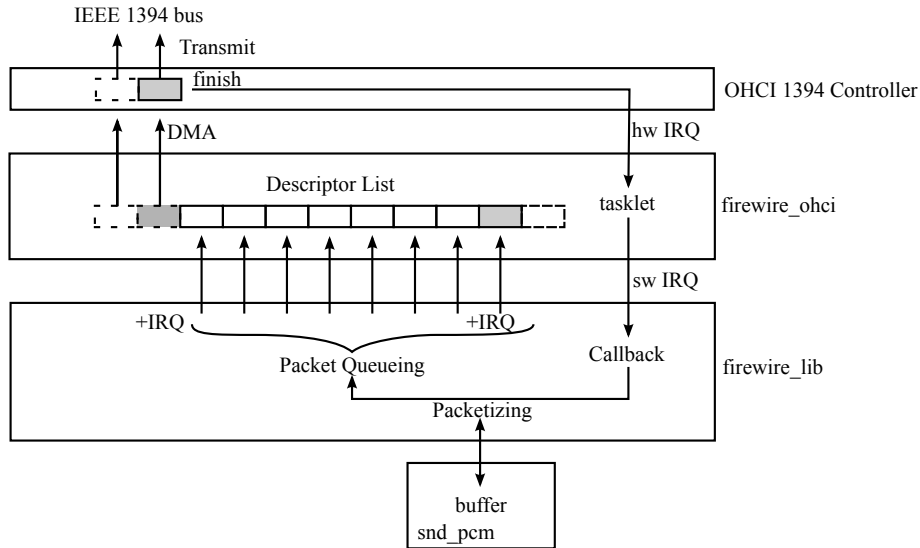 IEEE 1394 bus
Transmit
finish
OHCI 1394 Controller
DMA
hw IRQ
Descriptor List
tasklet
firewire_ohci
sw IRQ
+IRQ
+IRQ
Callback
Packet Queueing
firewire_lib
Packetizing
buffer
snd_pcm